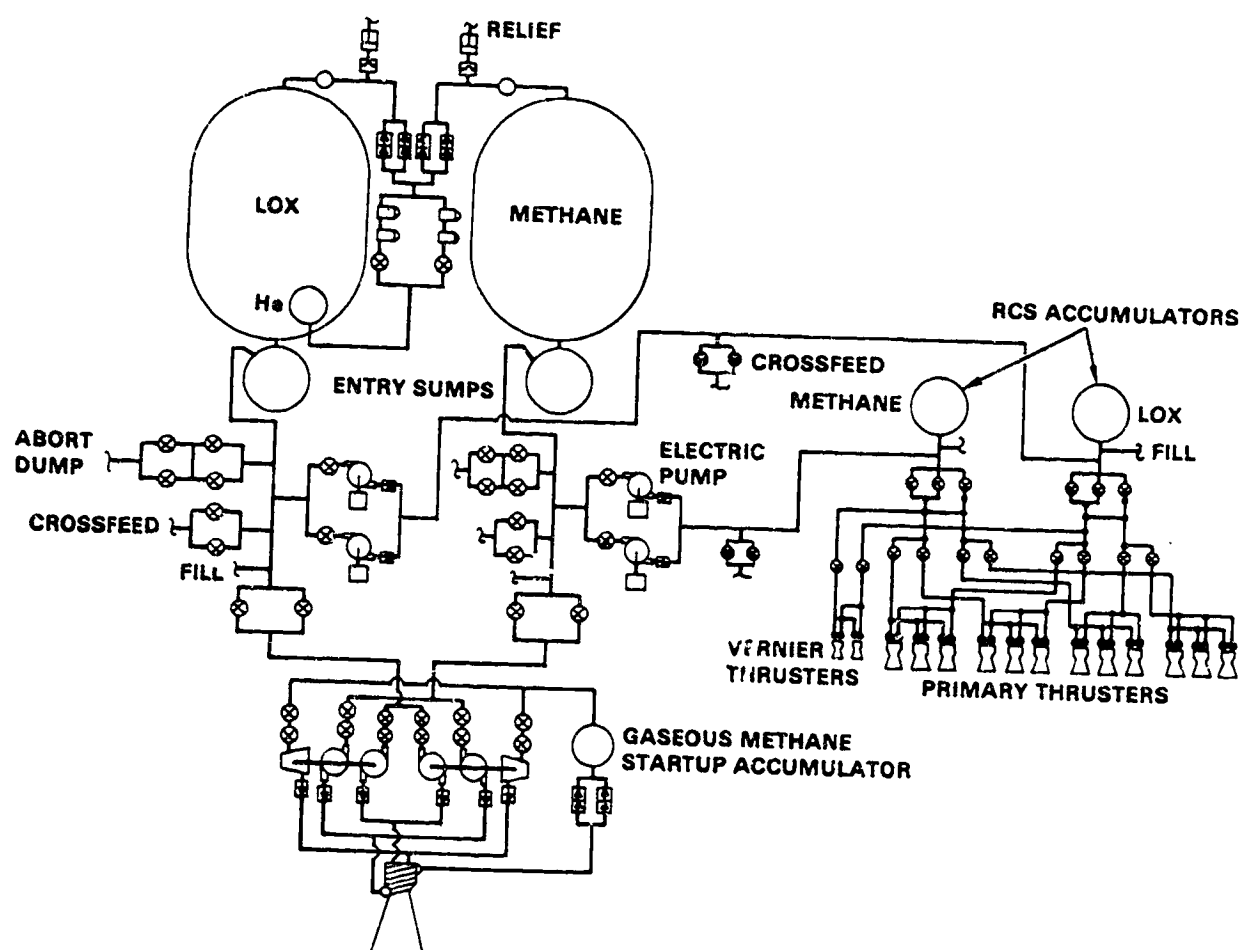 RELIEF
LOX
METHANE
He
RCS ACCUMULATORS
ENTRY SUMPS
CROSSFEED
METHANE
LOX
ABORT
DUMP
ELECTRIC
PUMP
FILL
CROSSFEED
FILL
VERNIER
THRUSTERS
PRIMARY THRUSTERS
GASEOUS METHANE
STARTUP ACCUMULATOR